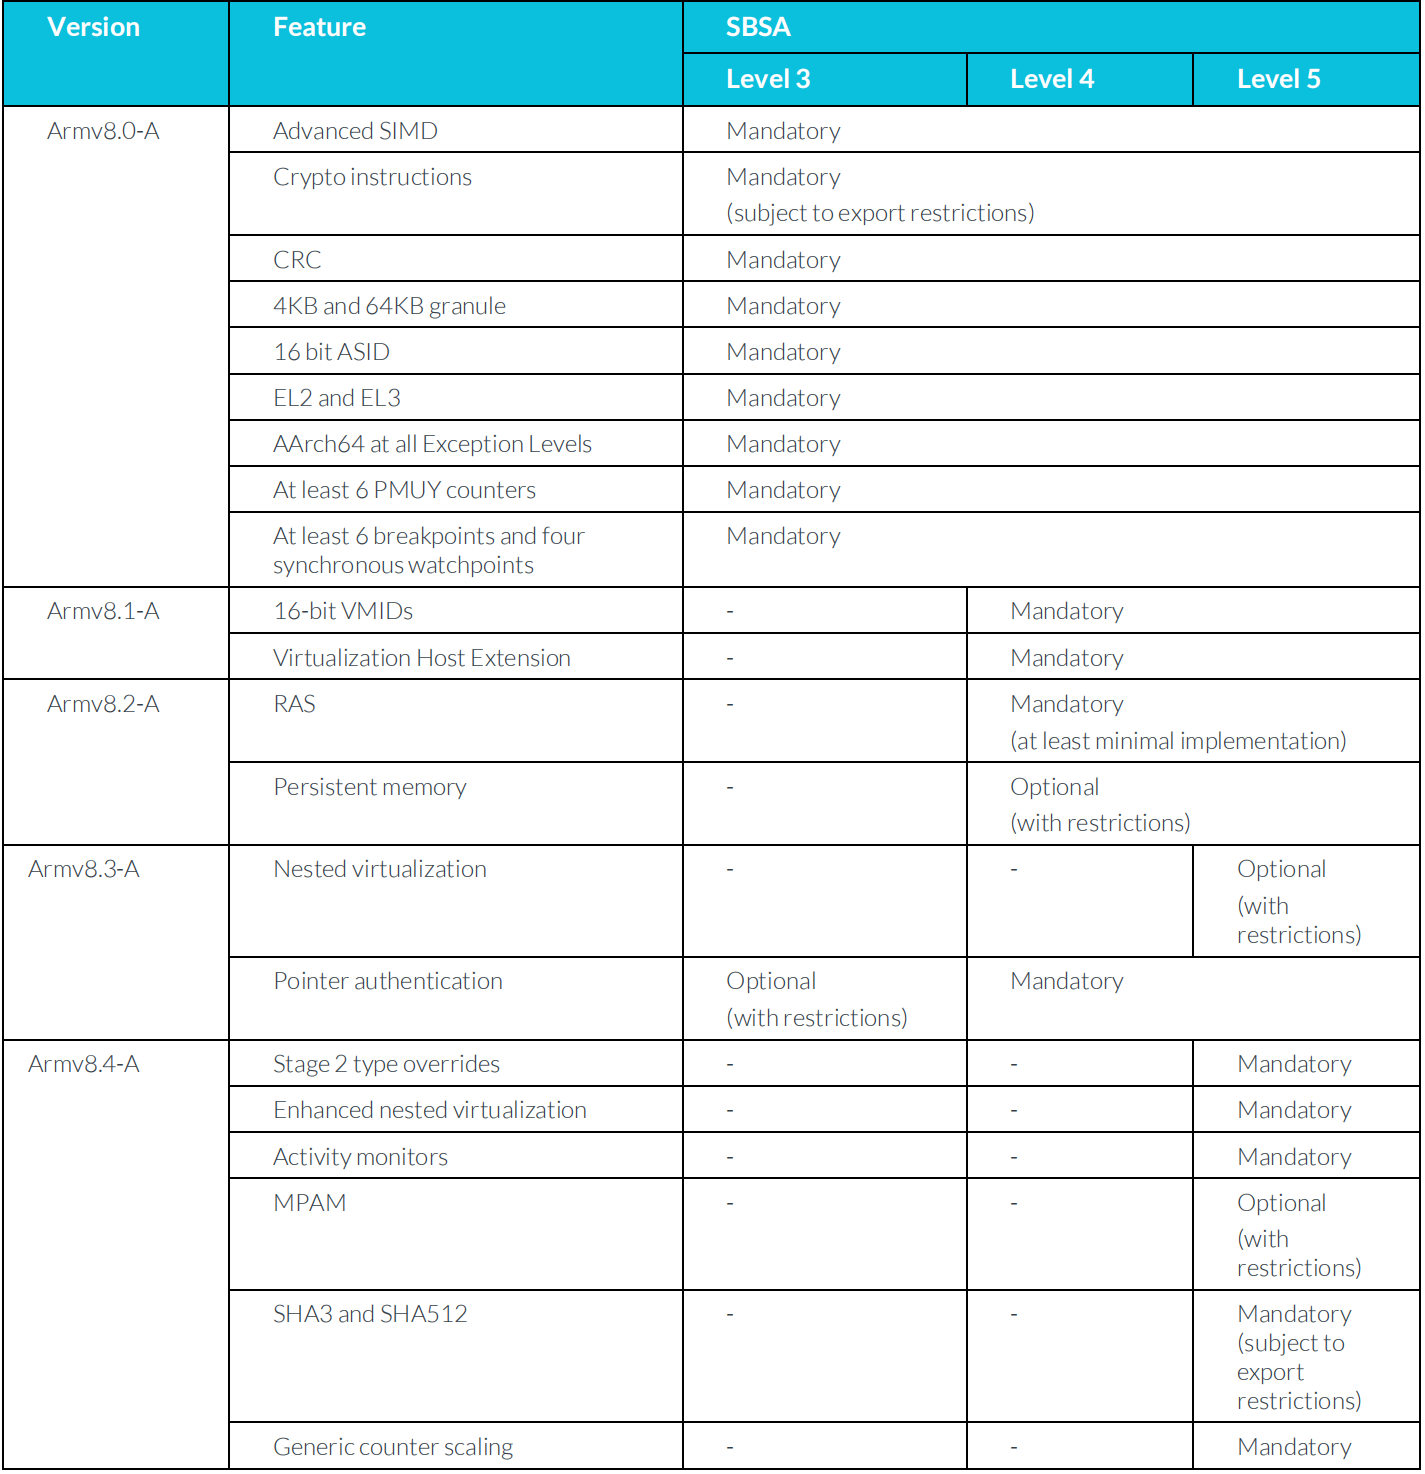 Version Feature SBSA
Level 3 Level 4 Level 5
Armv8.0-A Advanced SIMD Mandatory
Crypto instructions Mandatory
(subject to export restrictions)
CRC Mandatory
4KB and 64KB granule Mandatory
16 bit ASID Mandatory
EL2 and EL3 Mandatory
AArch64 at all Exception Levels Mandatory
At least 6 PMUY counters Mandatory
At least 6 breakpoints and four Mandatory
synchronous watchpoints
Armv8.1-A 16-bit VMIDs - Mandatory
Virtualization Host Extension - Mandatory
Armv8.2-A RAS - Mandatory
(at least minimal implementation)
Persistent memory - Optional
(with restrictions)
Armv8.3-A Nested virtualization - - Optional
(with
restrictions)
Pointer authentication Optional Mandatory
(with restrictions)
Armv8.4-A Stage 2 type overrides - - Mandatory
Enhanced nested virtualization - - Mandatory
Activity monitors - - Mandatory
MPAM - - Optional
(with
restrictions)
SHA3 and SHA512 - - Mandatory
(subject to
export
restrictions)
Generic counter scaling - - Mandatory